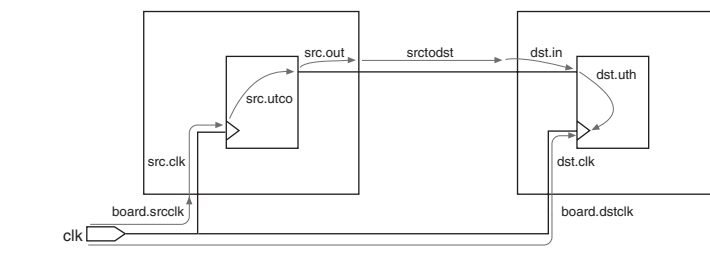 src.out
srctodst
dst.in
dst.uth
src.utco
src.clk
dst.clk
board.srcclk
board.dstclk
clk